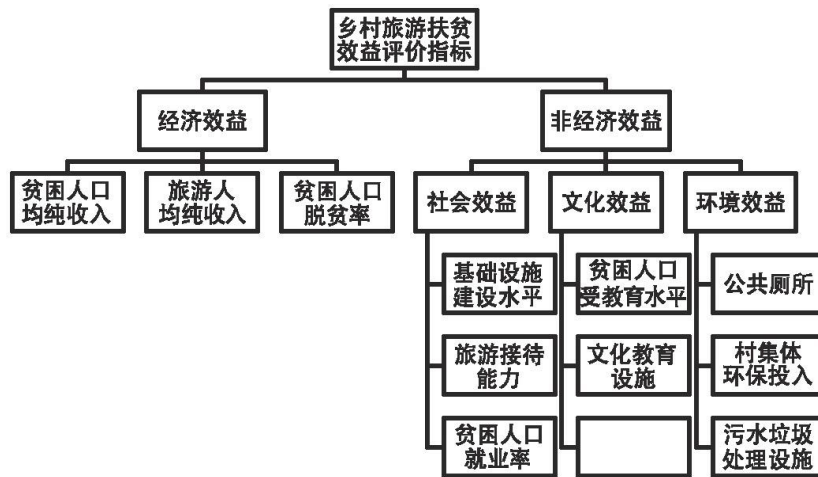 乡村旅游扶贫
效益评价指标
经济效益
非经济效益
贫困人口
均纯收入
旅游人
均纯收入
贫困人口
脱贫率
社会效益
文化效益
环境效益
基础设施
建设水平
贫困人口
受教育水平
公共厕所
旅游接待
能力
文化教育
设施
村集体
环保投入
贫困人口
就业率
污水垃圾
处理设施